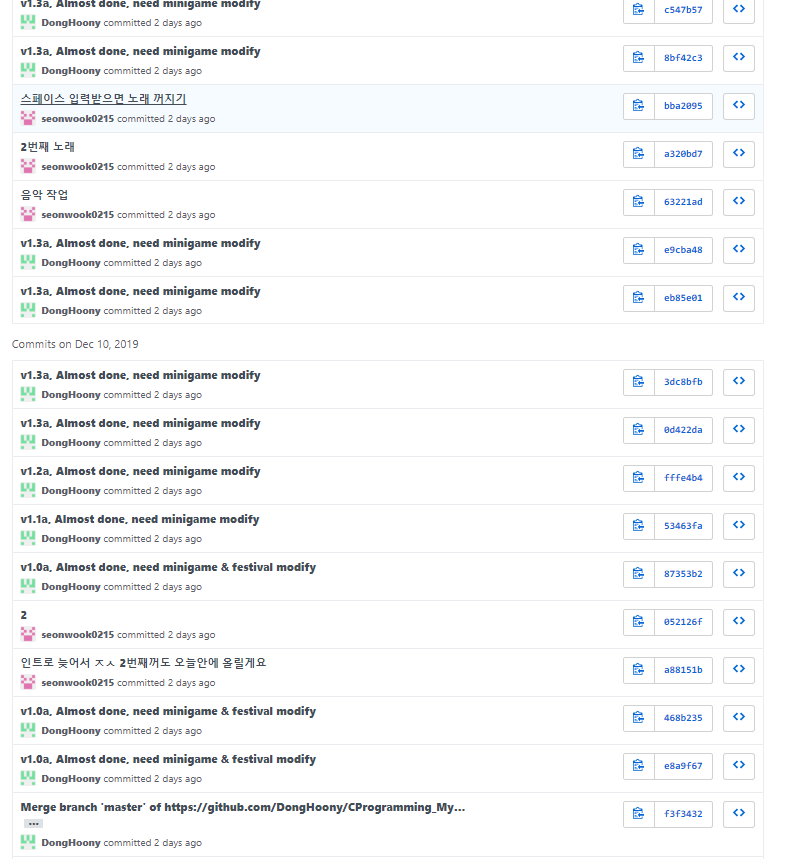 v1.3a, Almost done, need minigame modify
DongHoony committed 2 days ago
c547b57
v1.3a, Almost done, need minigame modify
DongHoony committed 2 days ago
8bf42c3
스페이스 입력받으면 노래 꺼지기
seonwook0215 committed 2 days ago
bba2095
2번째 노래
seonwook0215 committed 2 days ago
a320bd7
음악 작업
seonwook0215 committed 2 days ago
63221ad
v1.3a, Almost done, need minigame modify
DongHoony committed 2 days ago
e9cba48
v1.3a, Almost done, need minigame modify
DongHoony committed 2 days ago
eb85e01
Commits on Dec 10, 2019
v1.3a, Almost done, need minigame modify
DongHoony committed 2 days ago
3dc8bfb
v1.3a, Almost done, need minigame modify
DongHoony committed 2 days ago
0d422da
v1.2a, Almost done, need minigame modify
DongHoony committed 2 days ago
fffe4b4
v1.1a, Almost done, need minigame modify
DongHoony committed 2 days ago
53463fa
v1.0a, Almost done, need minigame & festival modify
DongHoony committed 2 days ago
87353b2
2
seonwook0215 committed 2 days ago
052126f
인트로 늦어서 ㅈㅅ 2번째꺼도 오늘안에 올릴게요
seonwook0215 committed 2 days ago
a88151b
v1.0a, Almost done, need minigame & festival modify
DongHoony committed 2 days ago
468b235
v1.0a, Almost done, need minigame & festival modify
DongHoony committed 2 days ago
e8a9f67
Merge branch 'master' of https://github.com/DongHoony/CProgramming_My...
...
DongHoony committed 2 days ago
f3f3432